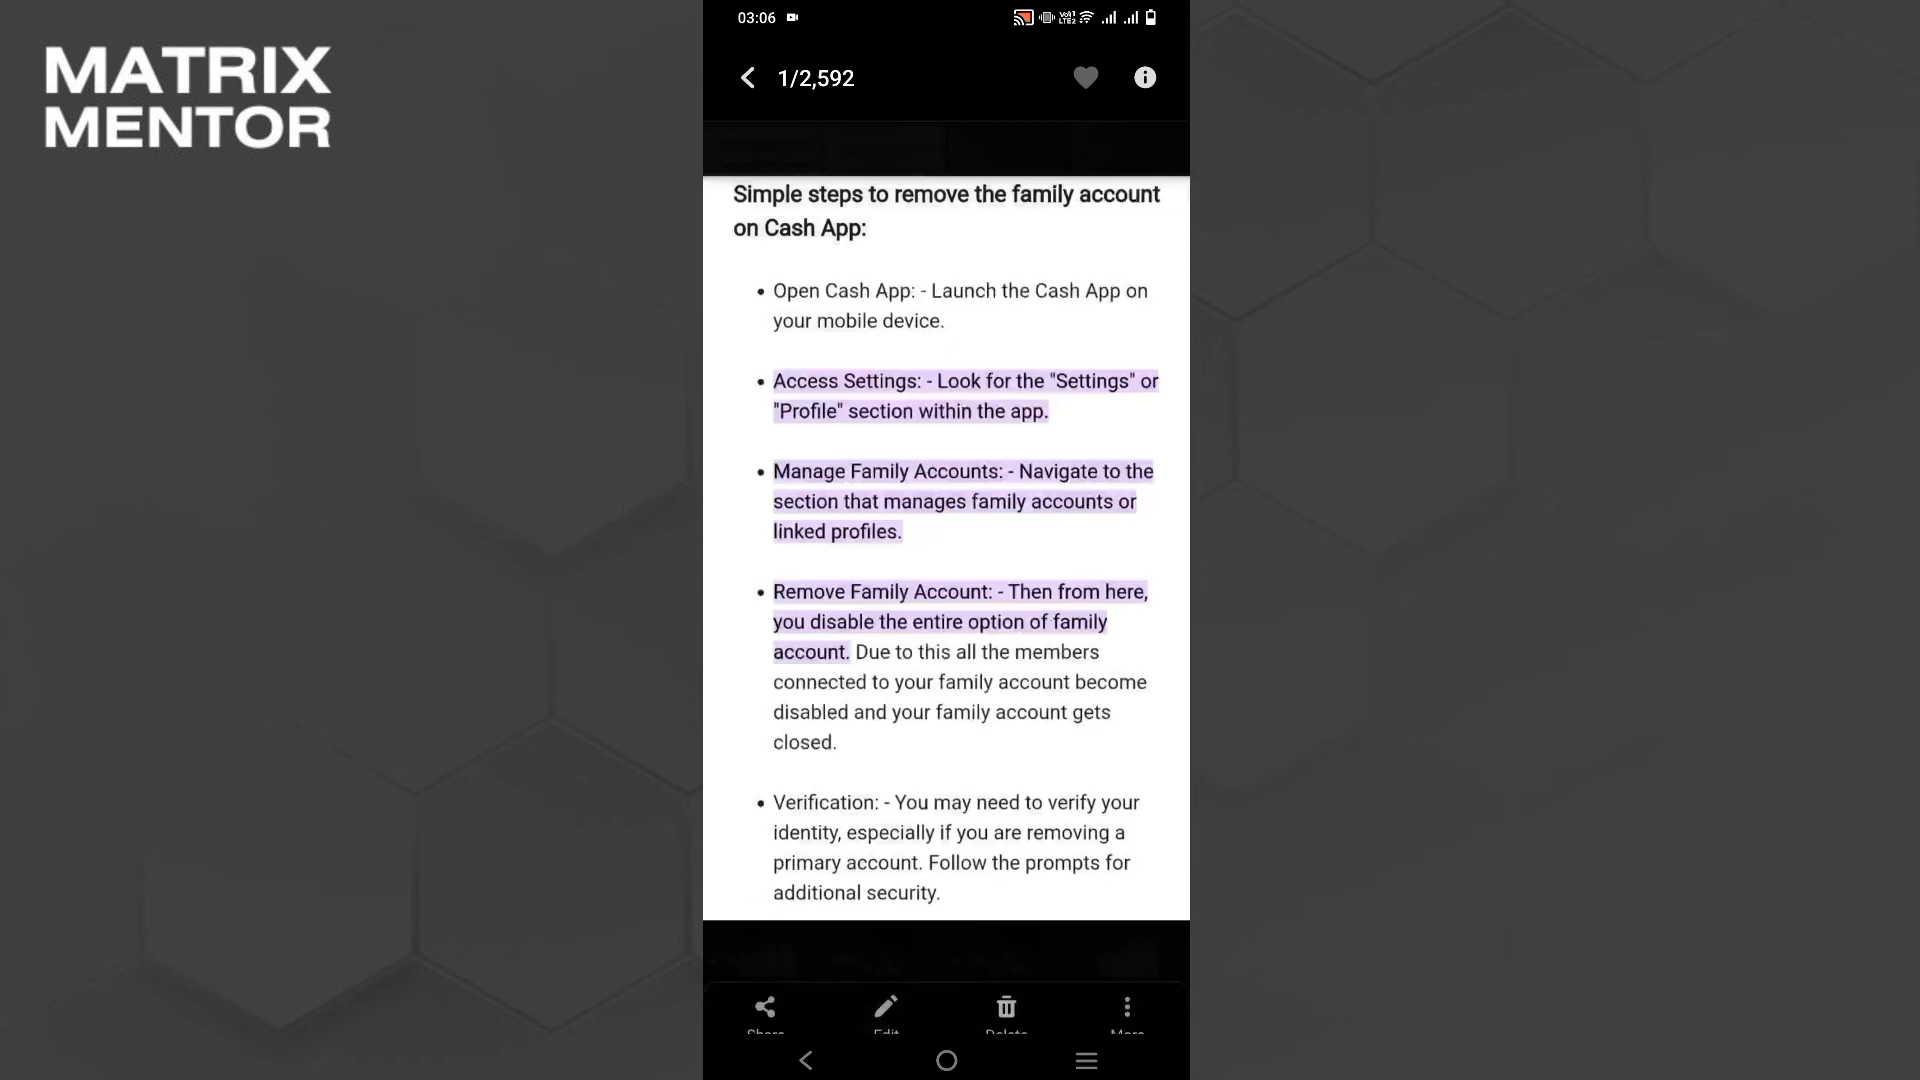 MATRIX
MENTOR
03:06
1/2,592
Simple steps to remove the family account
on Cash App:
• Open Cash App: - Launch the Cash App on
your mobile device.
• Access Settings: - Look for the "Settings" or
"Profile" section within the app.
• Manage Family Accounts: - Navigate to the
section that manages family accounts or
linked profiles.
• Remove Family Account: - Then from here,
you disable the entire option of family
account. Due to this all the members
connected to your family account become
disabled and your family account gets
closed.
• Verification: - You may need to verify your
identity, especially if you are removing a
primary account. Follow the prompts for
additional security.
Share Edit Delete More